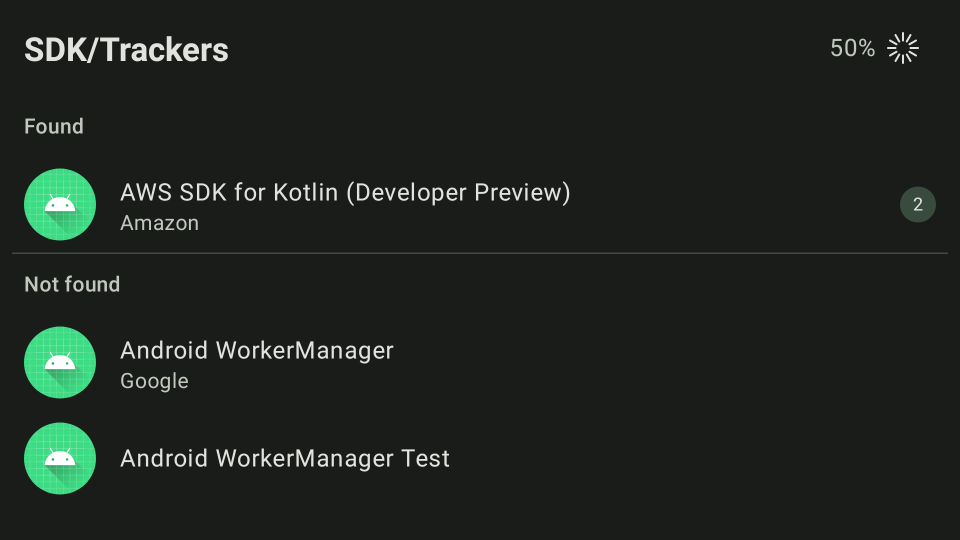 SDK/Trackers
50%
Found
AWS SDK for Kotlin (Developer Preview)
Amazon
2
Not found
Android WorkerManager
Google
Android WorkerManager Test